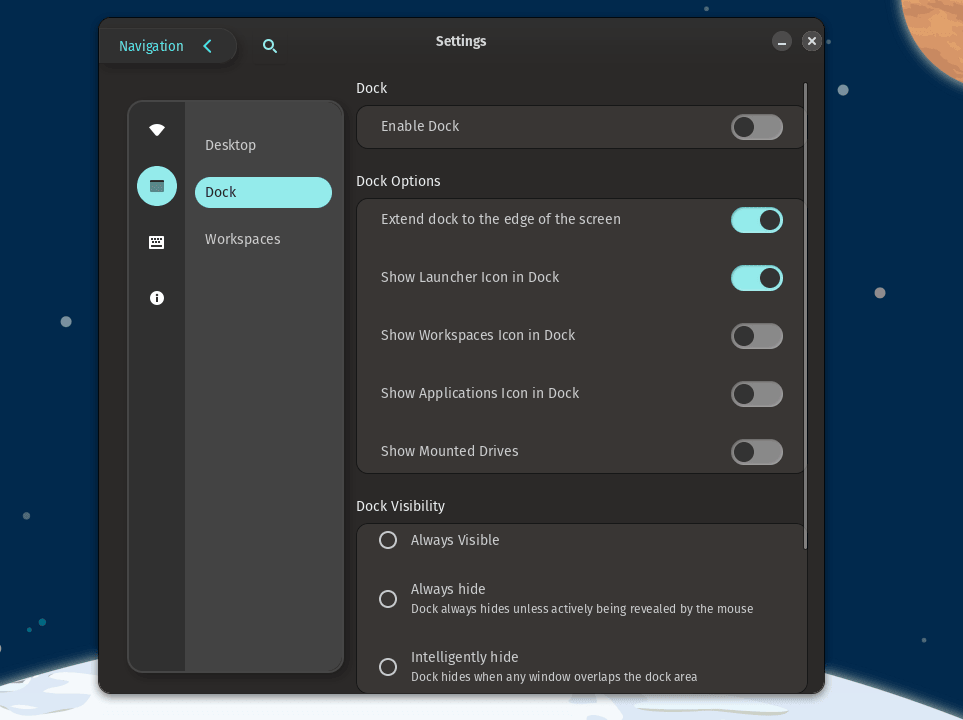 Navigation
Settings
Desktop
Dock
Workspaces
Dock
Enable Dock
Dock Options
Extend dock to the edge of the screen
Show Launcher Icon in Dock
Show Workspaces Icon in Dock
Show Applications Icon in Dock
Show Mounted Drives
Dock Visibility
Always Visible
Always hide
Dock always hides unless actively being revealed by the mouse
Intelligently hide
Dock hides when any window overlaps the dock area